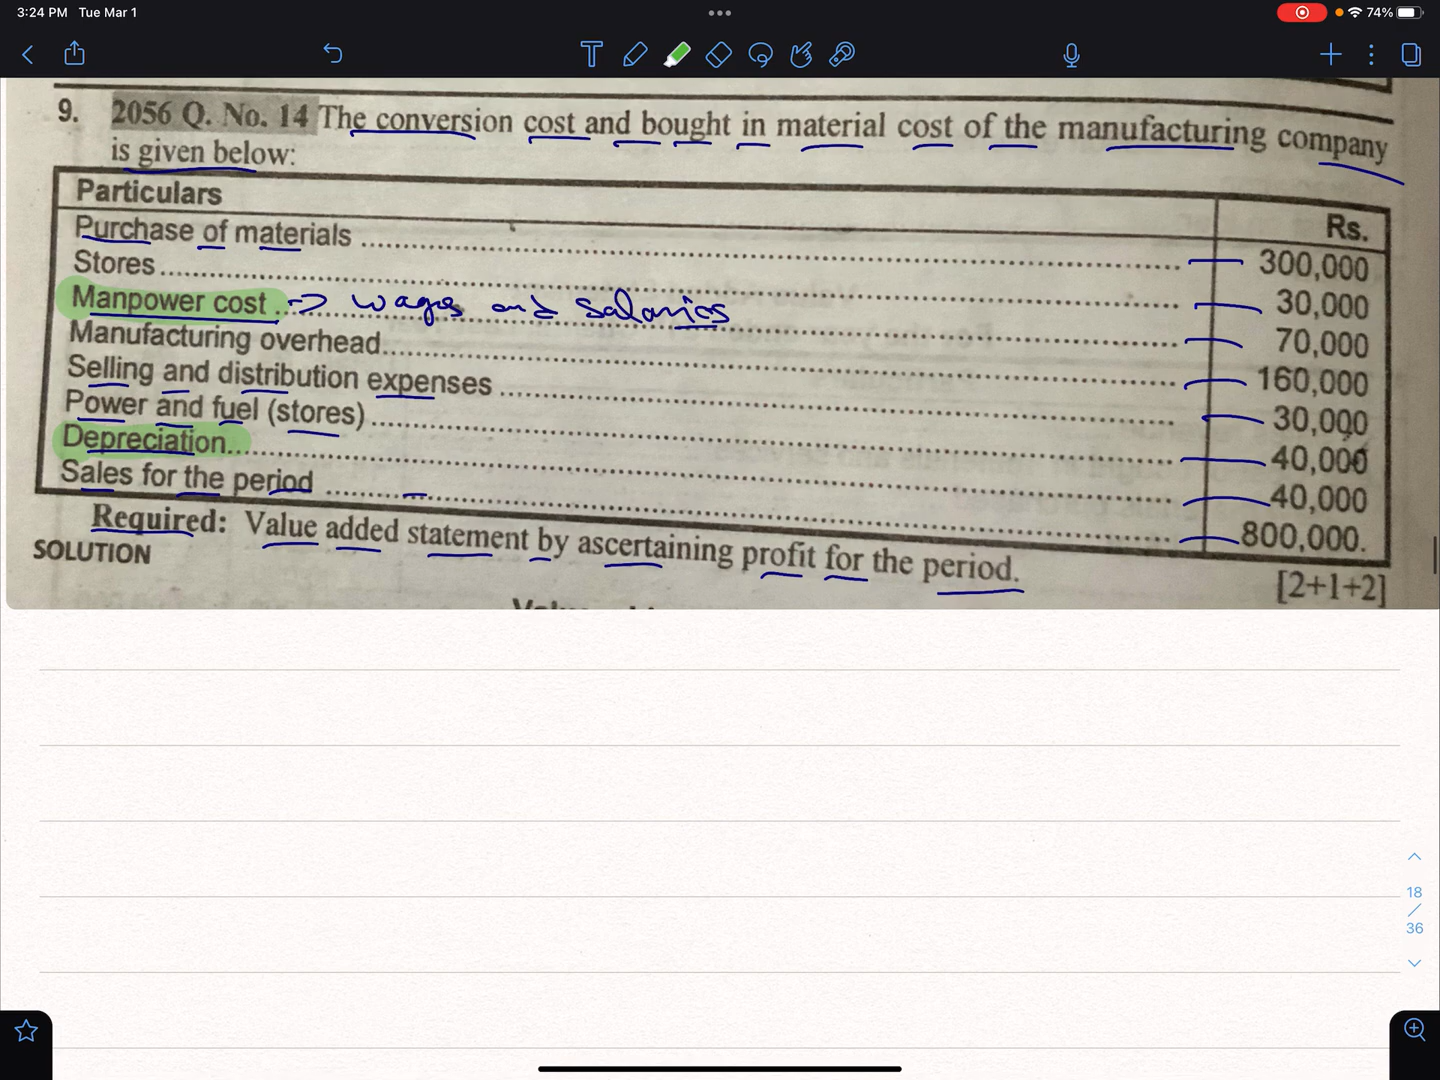 3:24 PM Tue Mar 1
74%
9. 2056 Q. No. 14 The conversion cost and bought in material cost of the manufacturing company
is given below:
Particulars Rs.
Purchase of materials 300,000
Stores 30,000
Manpower cost -> wages and salaries 70,000
Manufacturing overhead 160,000
Selling and distribution expenses 30,000
Power and fuel (stores) 40,000
Depreciation 40,000
Sales for the period 800,000.
Required: Value added statement by ascertaining profit for the period.
[2+1+2]
SOLUTION
18
/
36